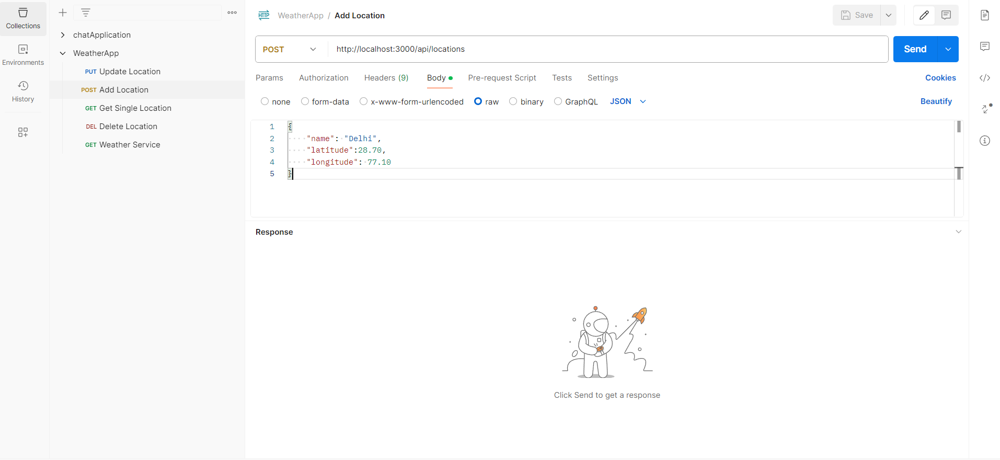 Collections
Environments
History
chatApplication
WeatherApp
PUT Update Location
POST Add Location
GET Get Single Location
DEL Delete Location
GET Weather Service
HTTP WeatherApp / Add Location
Save
POST http://localhost:3000/api/locations
Send
Params Authorization Headers (9) Body Pre-request Script Tests Settings Cookies
none form-data x-www-form-urlencoded raw binary GraphQL JSON Beautify
1 {
2 "name": "Delhi",
3 "latitude":28.70,
4 "longitude": 77.10
5 }
Response
Click Send to get a response